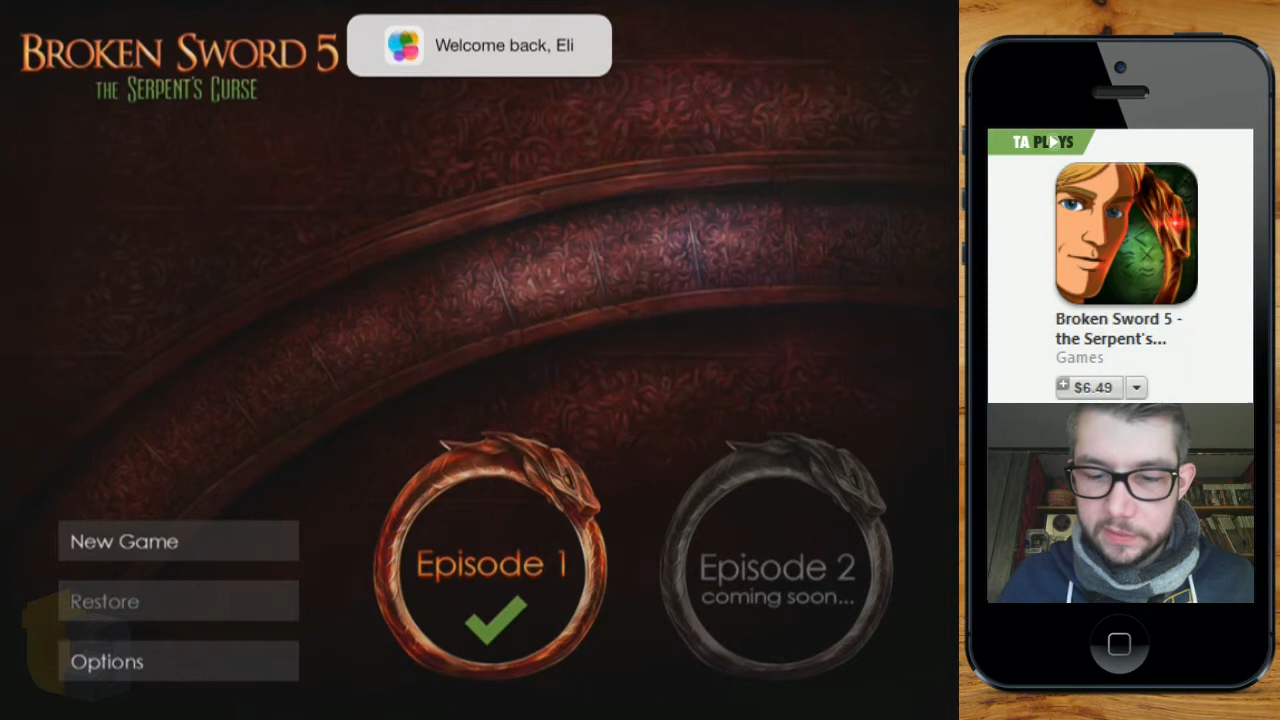 BROKEN SWORD 5
THE SERPENT'S CURSE
Welcome back, Eli
New Game
Restore
Options
Episode 1
Episode 2
coming soon...
TA PLAYS
Broken Sword 5 -
the Serpent's...
Games
$6.49